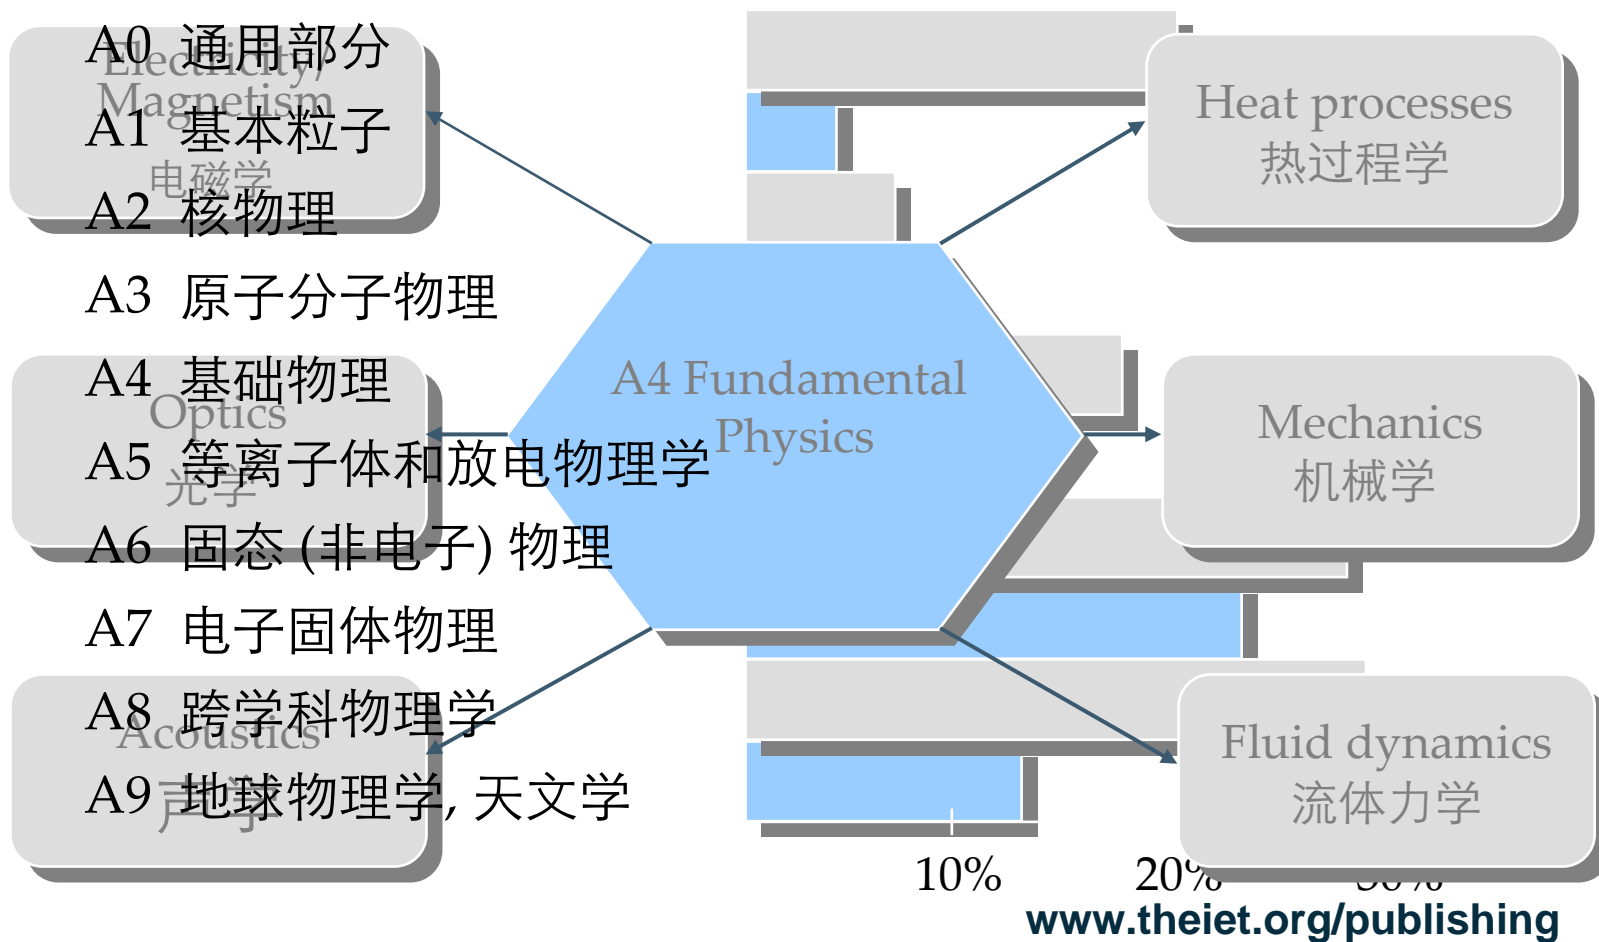 A0 通用部分
A1 基本粒子
A2 核物理
A3 原子分子物理
A4 基础物理
A5 等离子体和放电物理学
A6 固态 (非电子) 物理
A7 电子固体物理
A8 跨学科物理学
A9 地球物理学, 天文学
Electricity/
Magnetism
电磁学
Optics
光学
Acoustics
声学
A4 Fundamental
Physics
Heat processes
热过程学
Mechanics
机械学
Fluid dynamics
流体力学
10% 20% 30%
www.theiet.org/publishing